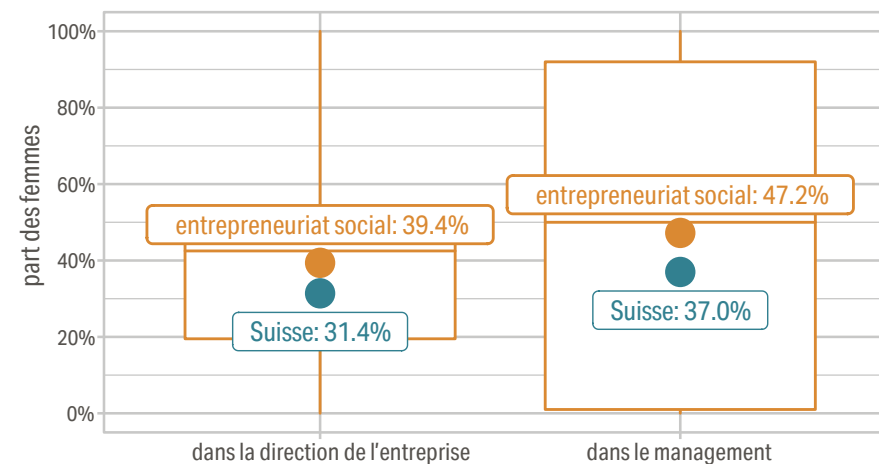 100%
80%
60%
40%
20%
0%
part des femmes
entrepreneuriat social: 39.4%
Suisse: 31.4%
entrepreneuriat social: 47.2%
Suisse: 37.0%
dans la direction de l’entreprise
dans le management